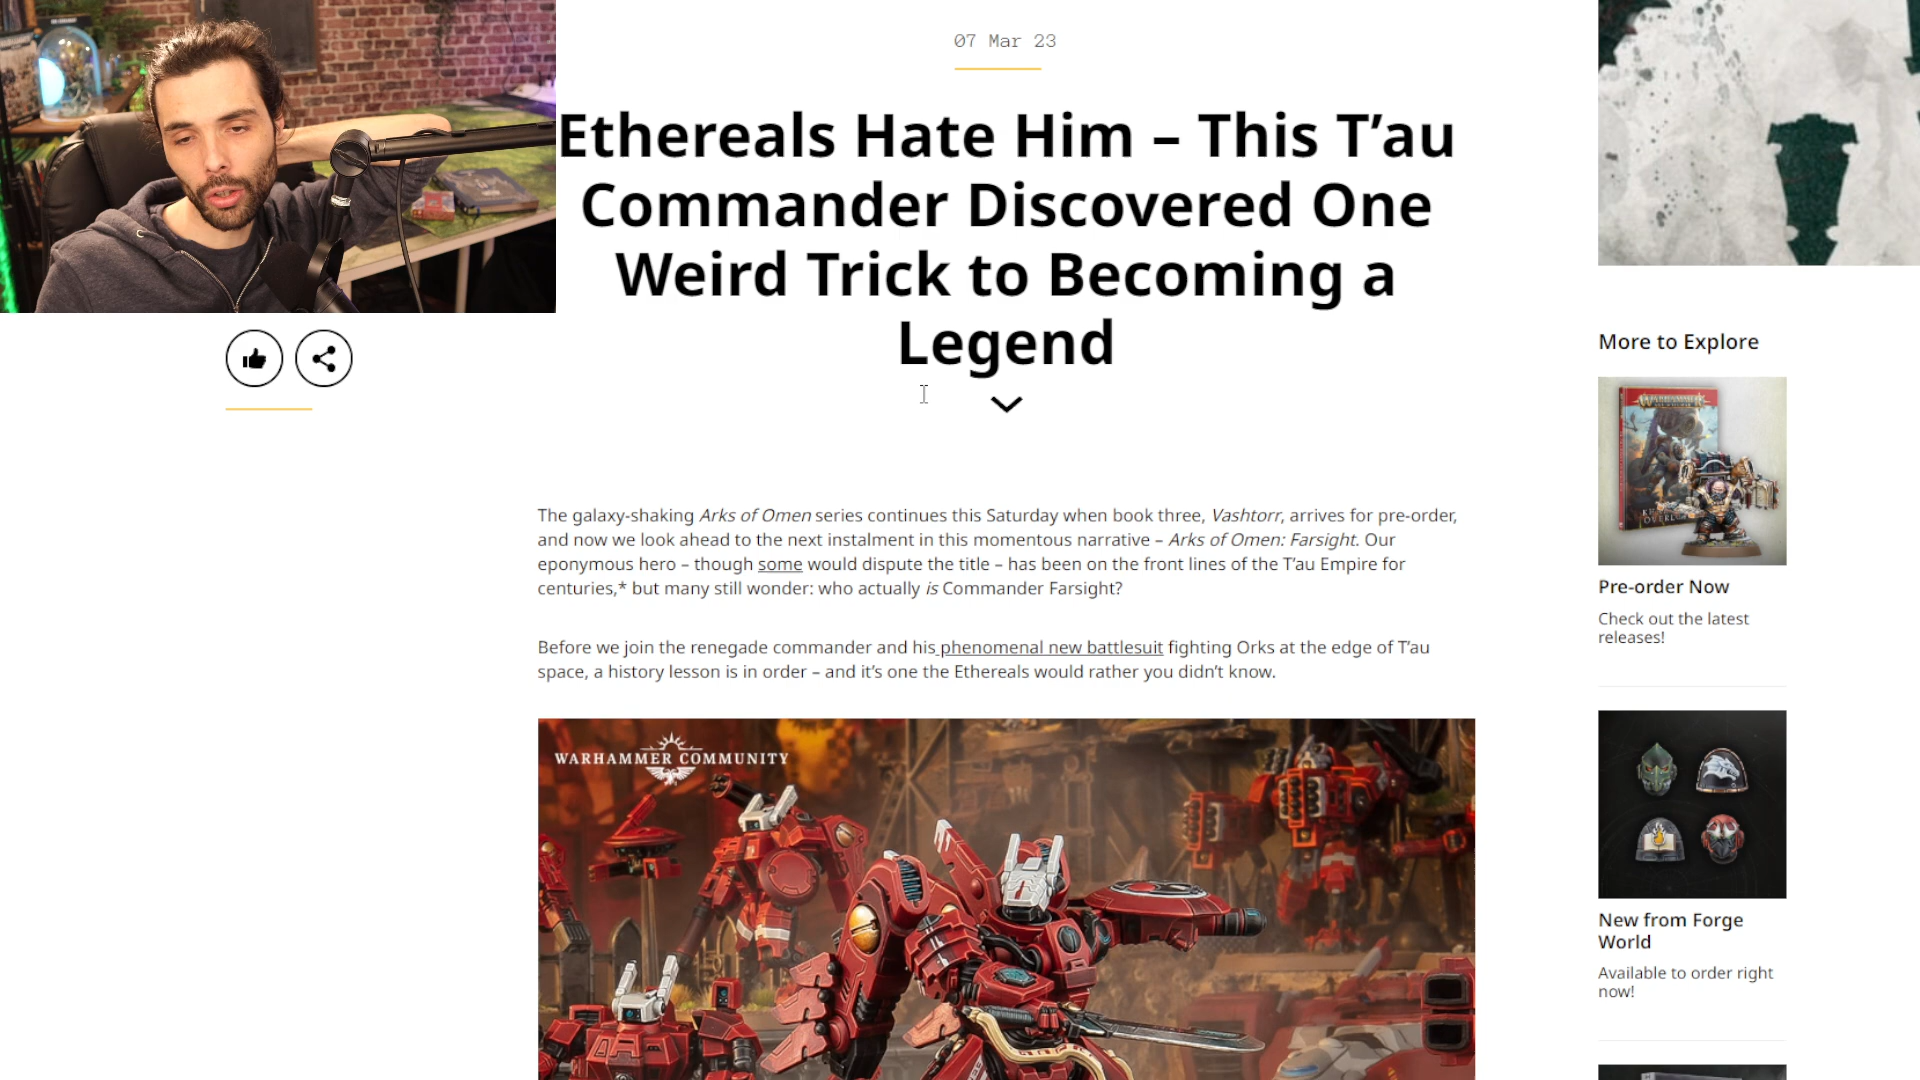 07 Mar 23
Ethereals Hate Him – This T’au
Commander Discovered One
Weird Trick to Becoming a
Legend
The galaxy-shaking Arks of Omen series continues this Saturday when book three, Vashtorr, arrives for pre-order,
and now we look ahead to the next instalment in this momentous narrative – Arks of Omen: Farsight. Our
eponymous hero – though some would dispute the title – has been on the front lines of the T’au Empire for
centuries,* but many still wonder: who actually is Commander Farsight?
Before we join the renegade commander and his phenomenal new battlesuit fighting Orks at the edge of T’au
space, a history lesson is in order – and it’s one the Ethereals would rather you didn’t know.
WARHAMMER COMMUNITY
More to Explore
WARHAMMER
Pre-order Now
Check out the latest
releases!
New from Forge
World
Available to order right
now!